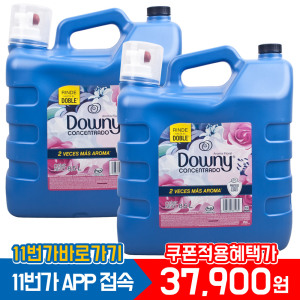 RINDE
DOBLE
Downy
CONCENTRADO
2 VECES MÁS AROMA
RINDE
DOBLE
Downy
CONCENTRADO
2 VECES MÁS AROMA
11번가바로가기
11번가 APP 접속
쿠폰적용혜택가
37,900원